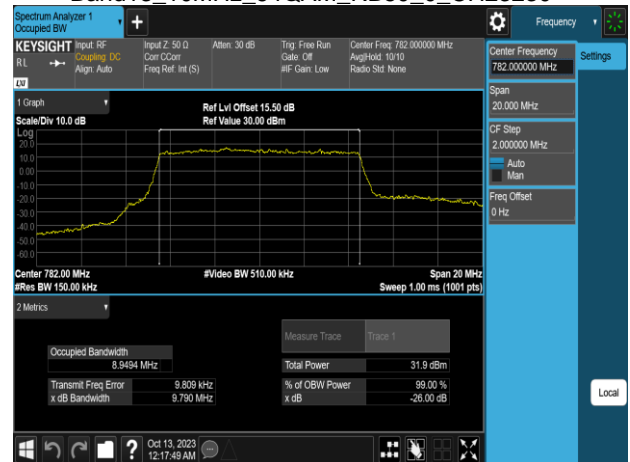 Spectrum Analyzer 1
Occupied BW
Frequency
KEYSIGHT
R L
LXI
Input: RF
Coupling: DC
Align: Auto
Input Z: 50 Ω
Corr CCorr
Freq Ref: Int (S)
Atten: 30 dB
Trig: Free Run
Gate: Off
#IF Gain: Low
Center Freq: 782.000000 MHz
Avg|Hold: 10/10
Radio Std: None
Center Frequency
782.000000 MHz
Settings
Span
20.000 MHz
CF Step
2.000000 MHz
Auto
Man
Freq Offset
0 Hz
1 Graph
Scale/Div 10.0 dB
Ref Lvl Offset 15.50 dB
Ref Value 30.00 dBm
Log
20.0
10.0
0.00
-10.0
-20.0
-30.0
-40.0
-50.0
-60.0
Center 782.00 MHz
#Res BW 150.00 kHz
#Video BW 510.00 kHz
Span 20 MHz
Sweep 1.00 ms (1001 pts)
2 Metrics
Measure Trace
Trace 1
Occupied Bandwidth
8.9494 MHz
Total Power
31.9 dBm
Transmit Freq Error
9.809 kHz
% of OBW Power
99.00 %
x dB Bandwidth
9.790 MHz
x dB
-26.00 dB
Local
?
Oct 13, 2023
12:17:49 AM